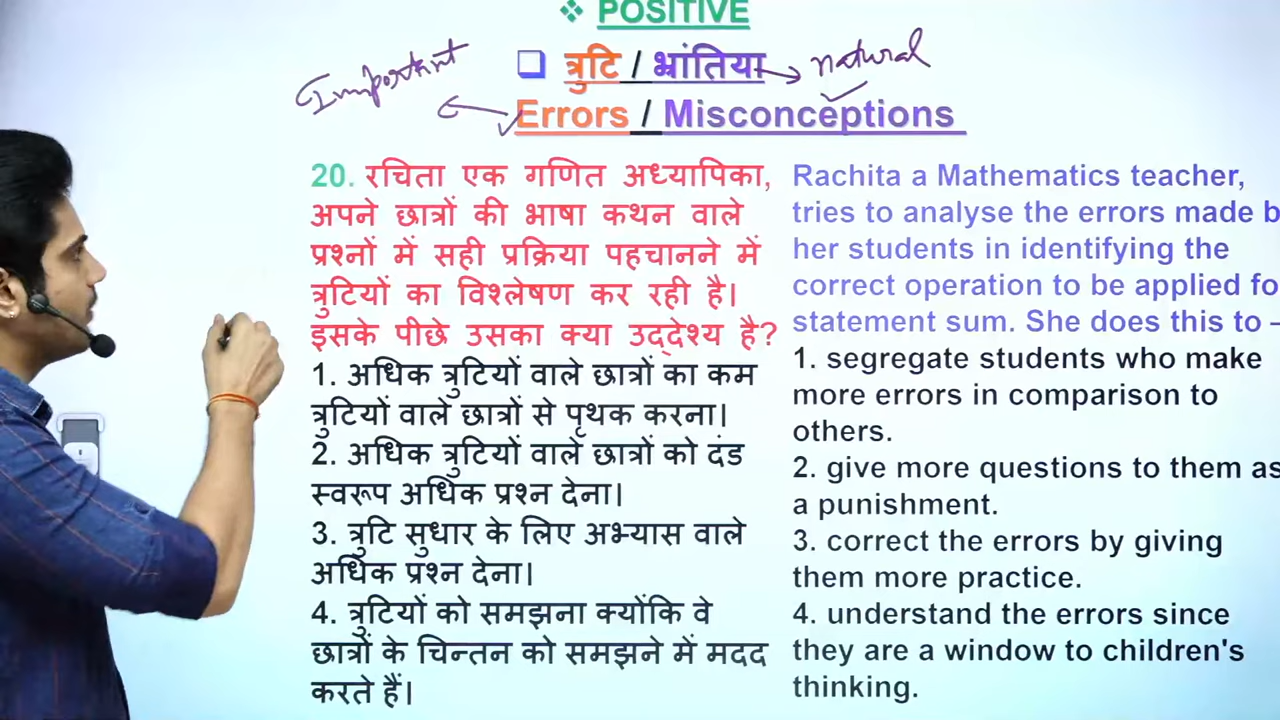 ❖ POSITIVE
❑ त्रुटि / भ्रांतिया
natural
Important
Errors / Misconceptions
20. रचिता एक गणित अध्यापिका,
अपने छात्रों की भाषा कथन वाले
प्रश्नों में सही प्रक्रिया पहचानने में
त्रुटियों का विश्लेषण कर रही है।
इसके पीछे उसका क्या उद्देश्य है?
1. अधिक त्रुटियों वाले छात्रों का कम
त्रुटियों वाले छात्रों से पृथक करना।
2. अधिक त्रुटियों वाले छात्रों को दंड
स्वरूप अधिक प्रश्न देना।
3. त्रुटि सुधार के लिए अभ्यास वाले
अधिक प्रश्न देना।
4. त्रुटियों को समझना क्योंकि वे
छात्रों के चिन्तन को समझने में मदद
करते हैं।
Rachita a Mathematics teacher,
tries to analyse the errors made b
her students in identifying the
correct operation to be applied fo
statement sum. She does this to –
1. segregate students who make
more errors in comparison to
others.
2. give more questions to them as
a punishment.
3. correct the errors by giving
them more practice.
4. understand the errors since
they are a window to children's
thinking.